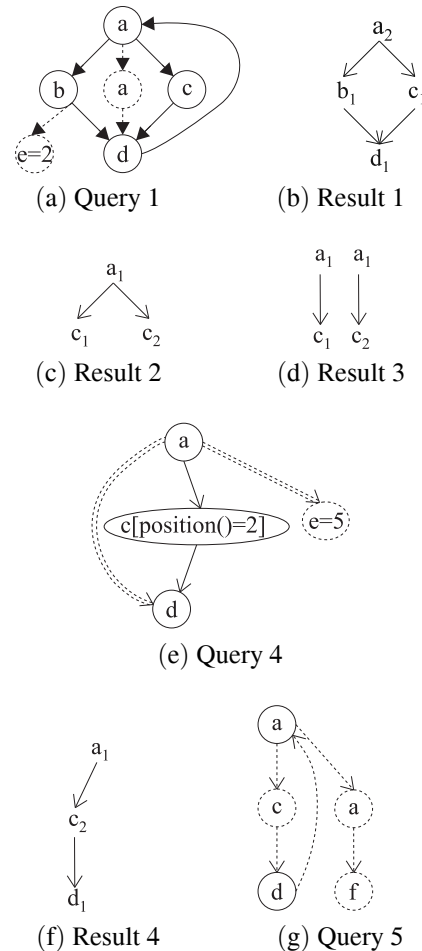 a
a₂
b
a
c
b₁
c₁
e=2
d
d₁
(a) Query 1
(b) Result 1
a₁
a₁ a₁
c₁ c₂
c₁ c₂
(c) Result 2
(d) Result 3
a
c[position()=2]
e=5
d
(e) Query 4
a₁
a
c₂
c
a
d₁
d
f
(f) Result 4
(g) Query 5